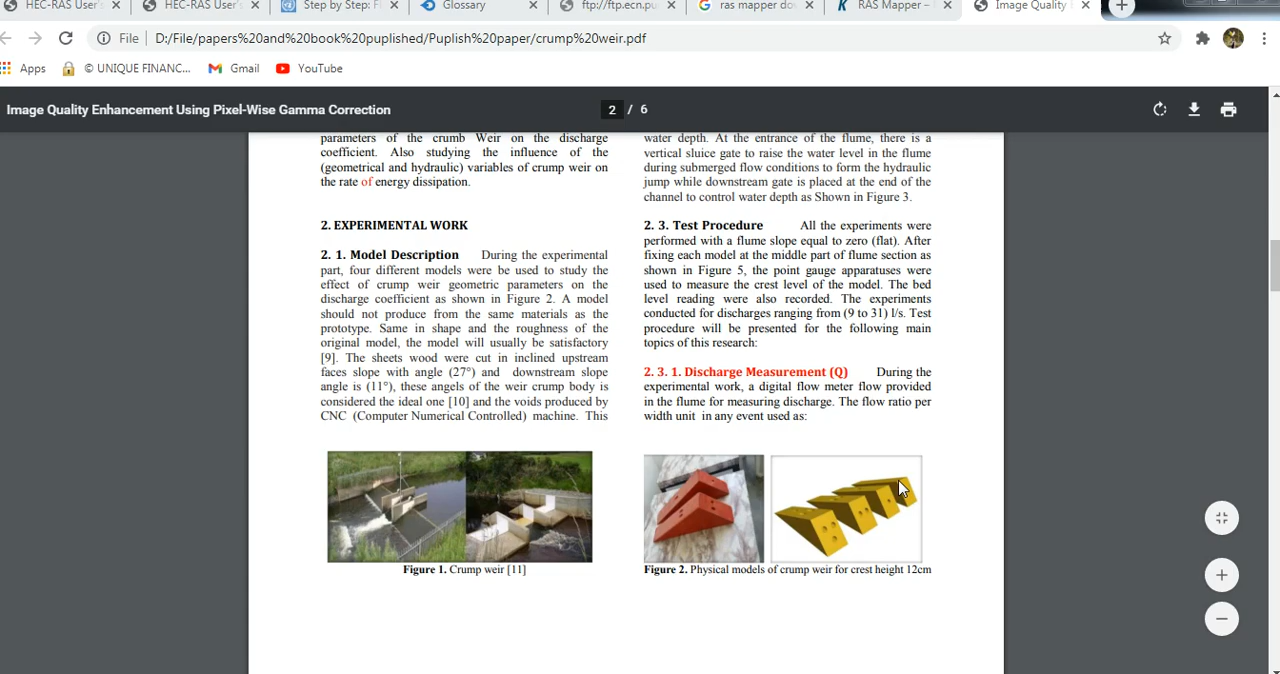 HEC-RAS User's
HEC-RAS User's
Step by Step: F
Glossary
ftp://ftp.ecn.pu
ras mapper do
RAS Mapper –
Image Quality
File D:/File/papers%20and%20book%20puplished/Puplish%20paper/crump%20weir.pdf
Apps © UNIQUE FINANC... Gmail YouTube
Image Quality Enhancement Using Pixel-Wise Gamma Correction 2 / 6
parameters of the crumb Weir on the discharge
coefficient. Also studying the influence of the
(geometrical and hydraulic) variables of crump weir on
the rate of energy dissipation.
2. EXPERIMENTAL WORK
2. 1. Model Description During the experimental
part, four different models were be used to study the
effect of crump weir geometric parameters on the
discharge coefficient as shown in Figure 2. A model
should not produce from the same materials as the
prototype. Same in shape and the roughness of the
original model, the model will usually be satisfactory
[9]. The sheets wood were cut in inclined upstream
faces slope with angle (27°) and downstream slope
angle is (11°), these angels of the weir crump body is
considered the ideal one [10] and the voids produced by
CNC (Computer Numerical Controlled) machine. This
Figure 1. Crump weir [11]
water depth. At the entrance of the flume, there is a
vertical sluice gate to raise the water level in the flume
during submerged flow conditions to form the hydraulic
jump while downstream gate is placed at the end of the
channel to control water depth as Shown in Figure 3.
2. 3. Test Procedure All the experiments were
performed with a flume slope equal to zero (flat). After
fixing each model at the middle part of flume section as
shown in Figure 5, the point gauge apparatuses were
used to measure the crest level of the model. The bed
level reading were also recorded. The experiments
conducted for discharges ranging from (9 to 31) l/s. Test
procedure will be presented for the following main
topics of this research:
2. 3. 1. Discharge Measurement (Q) During the
experimental work, a digital flow meter flow provided
in the flume for measuring discharge. The flow ratio per
width unit in any event used as:
Figure 2. Physical models of crump weir for crest height 12cm